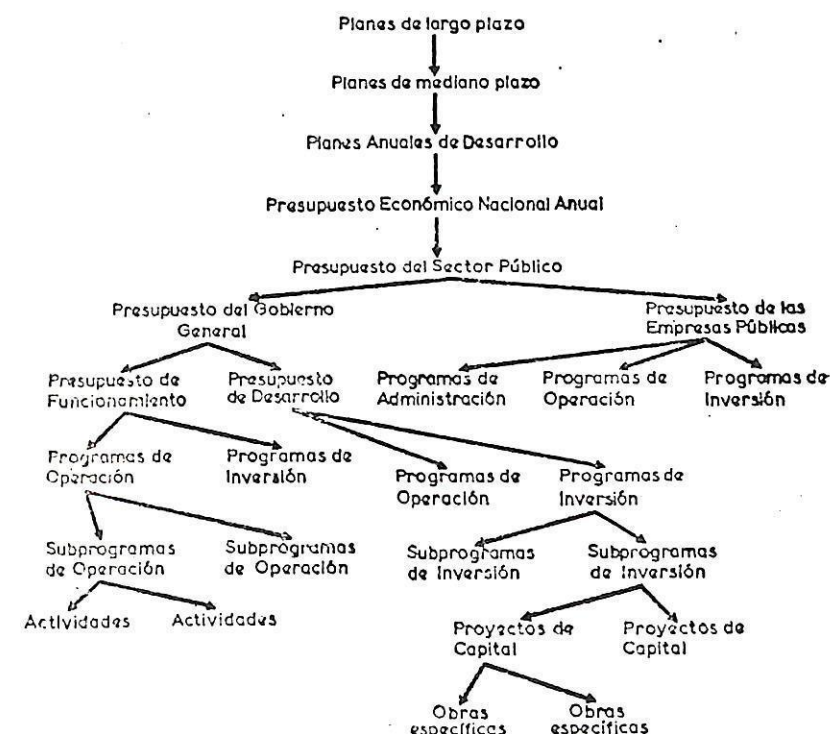 Planes de largo plazo
Planes de mediano plazo
Planes Anuales de Desarrollo
Presupuesto Económico Nacional Anual
Presupuesto del Sector Público
Presupuesto del Gobierno
General
Presupuesto de las
Empresas Públicas
Presupuesto de
Funcionamiento
Presupuesto
de Desarrollo
Programas de
Administración
Programas de
Operación
Programas de
Inversión
Programas de
Operación
Programas de
Inversión
Programas de
Operación
Programas de
Inversión
Subprogramas
de Operación
Subprogramas
de Operación
Subprogramas
de Inversión
Subprogramas
de Inversión
Actividades
Actividades
Proyectos de
Capital
Proyectos de
Capital
Obras
específicas
Obras
específicas